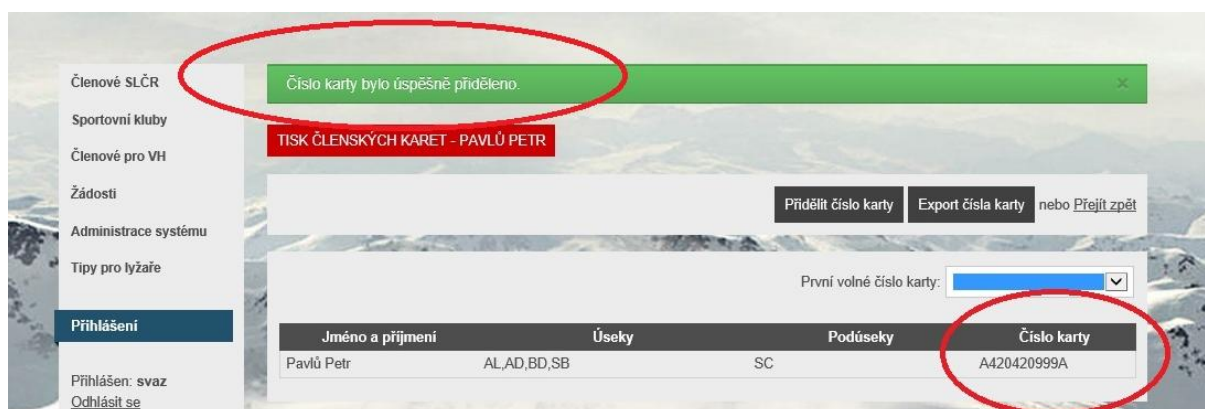 Členové SLČR
Sportovní kluby
Členové pro VH
Žádosti
Administrace systému
Tipy pro lyžaře
Přihlášení
Přihlášen: svaz
Odhlásit se
Číslo karty bylo úspěšně přiděleno.
×
TISK ČLENSKÝCH KARET - PAVLŮ PETR
Přidělit číslo karty Export čísla karty nebo Přejít zpět
První volné číslo karty:
Jméno a příjmení Úseky Podúseky Číslo karty
Pavlů Petr AL,AD,BD,SB SC A420420999A